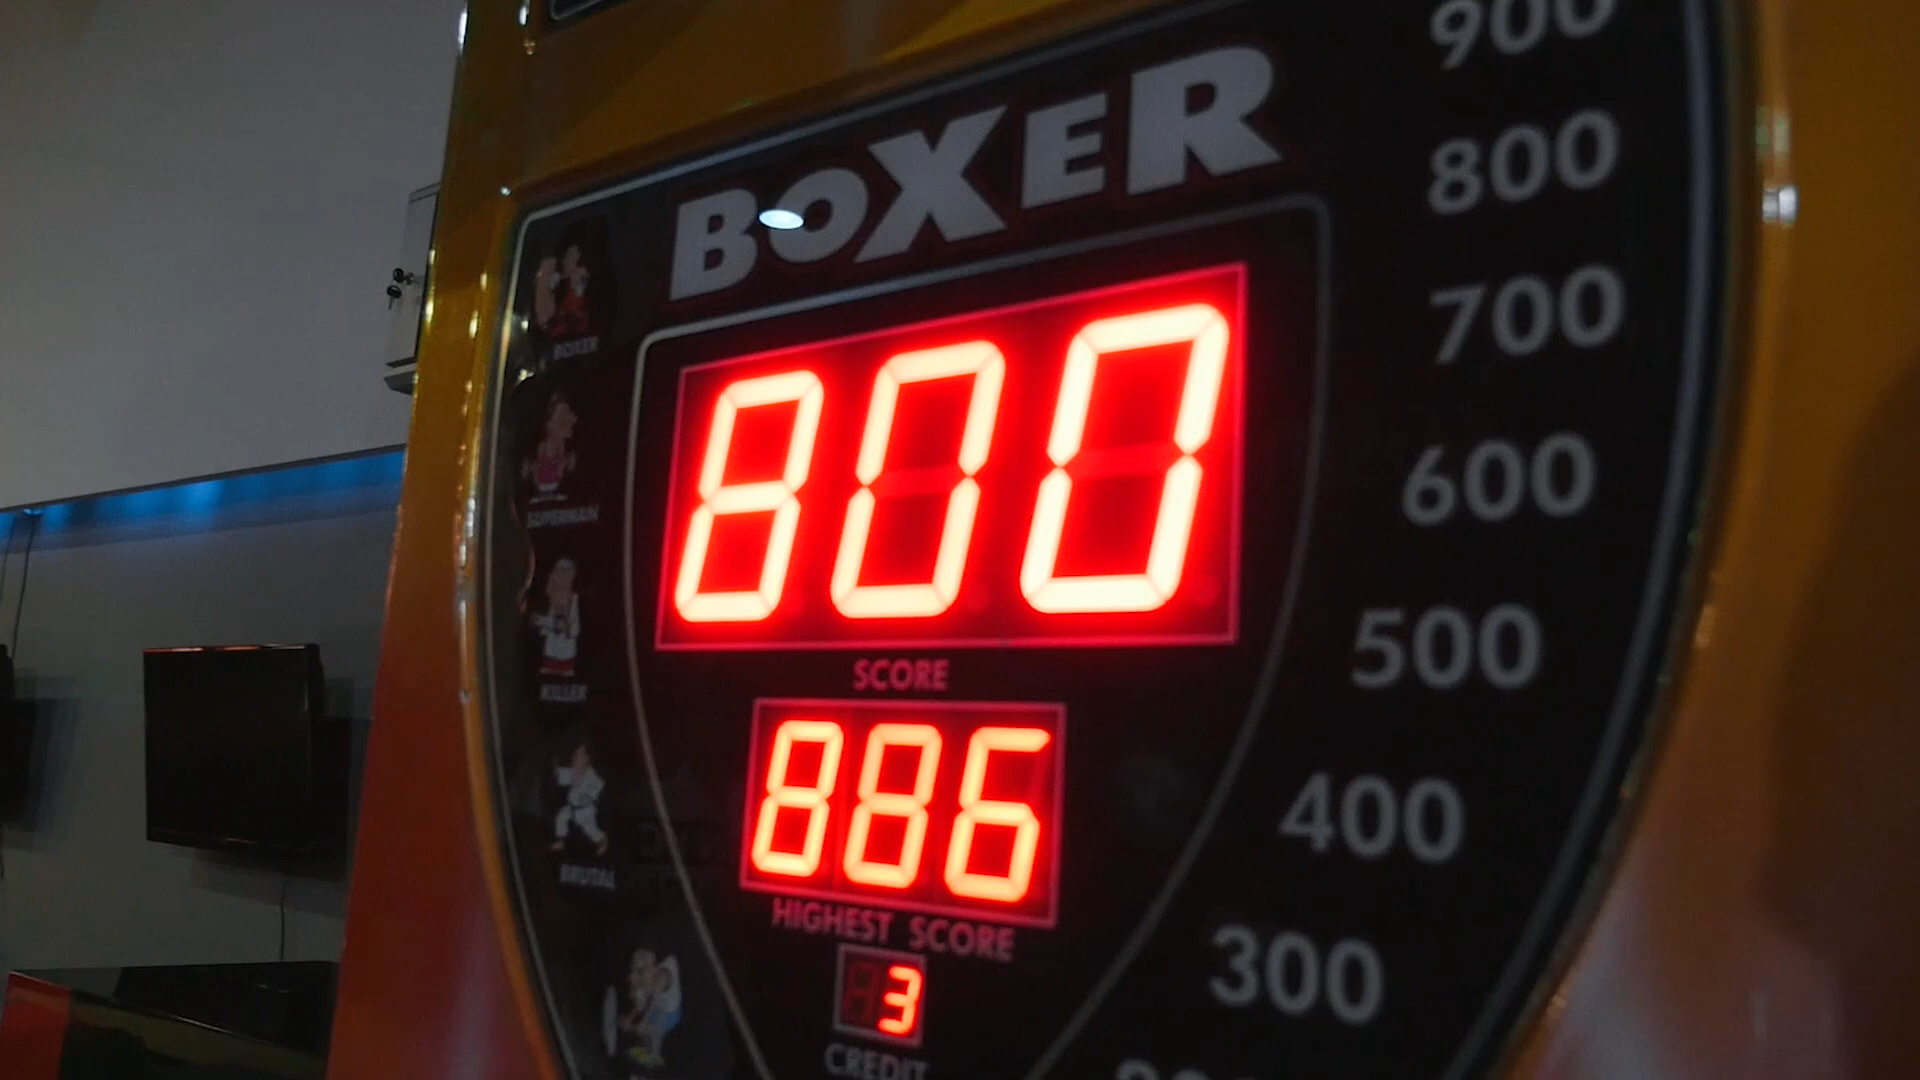 BOXER
900
800
700
600
500
400
300
800
SCORE
886
HIGHEST SCORE
3
CREDIT
BOXER
SUPERMAN
KILLER
BRUTAL